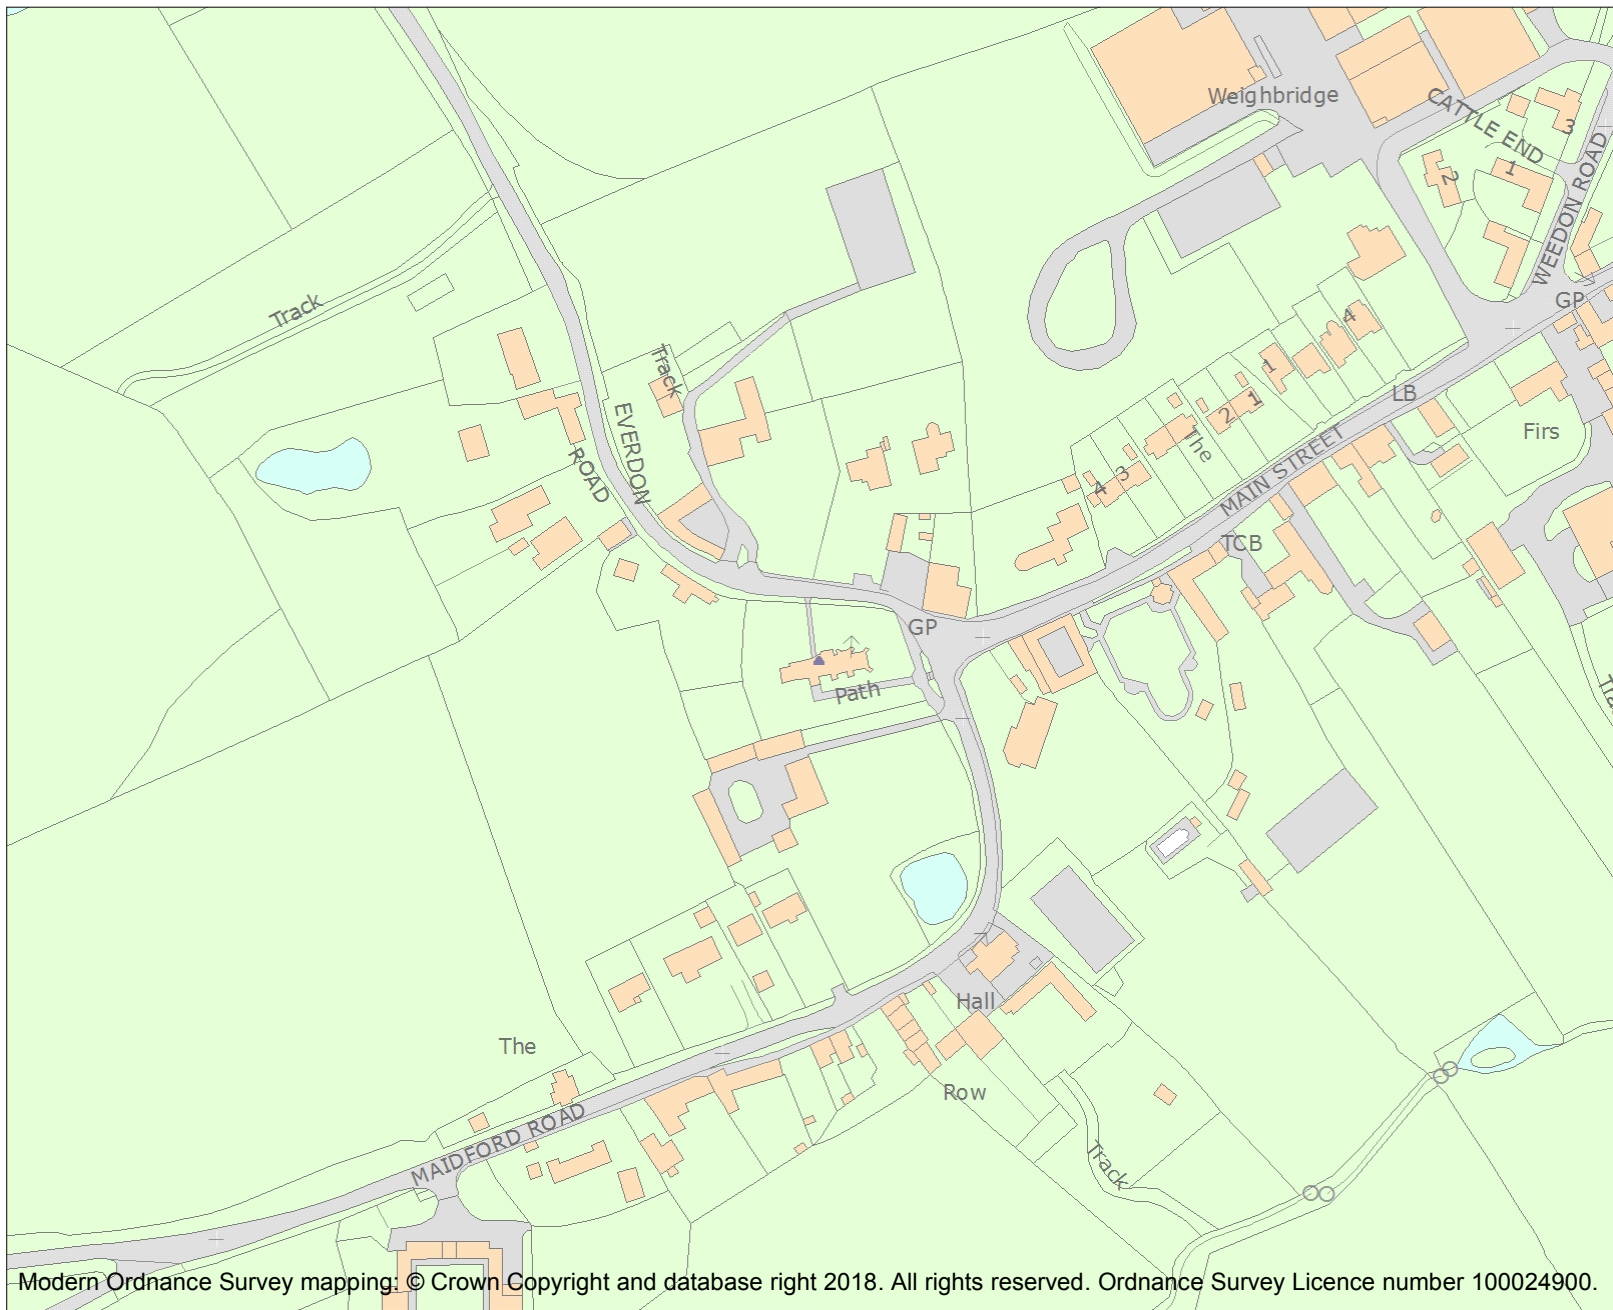 Weighbridge
CATTLE END
3
1
2
WEEDON ROAD
GP
Track
Track
EVERDON
ROAD
4
1
1
2
The
3
4
LB
Firs
MAIN STREET
TCB
GP
Path
Hall
The
Row
MAIDFORD ROAD
Track
Modern Ordnance Survey mapping: © Crown Copyright and database right 2018. All rights reserved. Ordnance Survey Licence number 100024900.